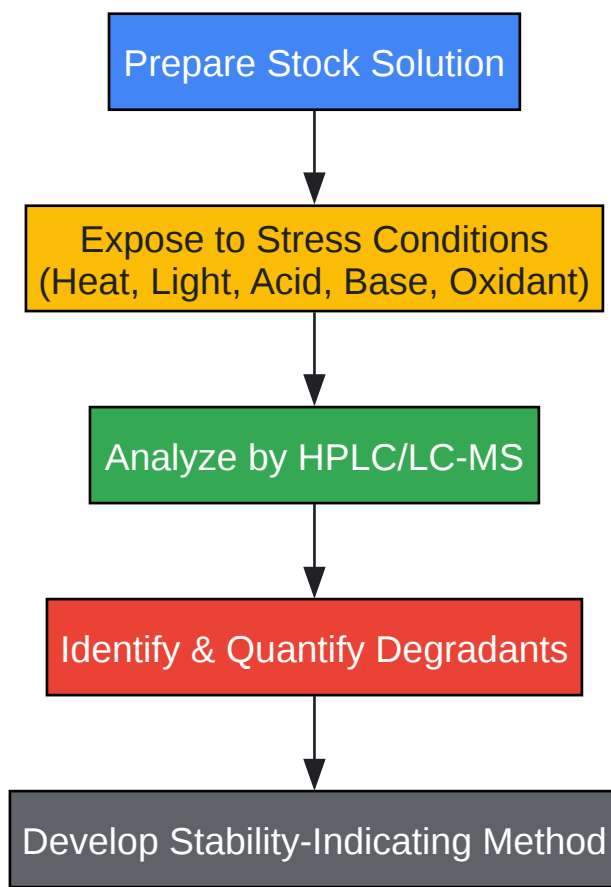 Prepare Stock Solution
Expose to Stress Conditions
(Heat, Light, Acid, Base, Oxidant)
Analyze by HPLC/LC-MS
Identify & Quantify Degradants
Develop Stability-Indicating Method